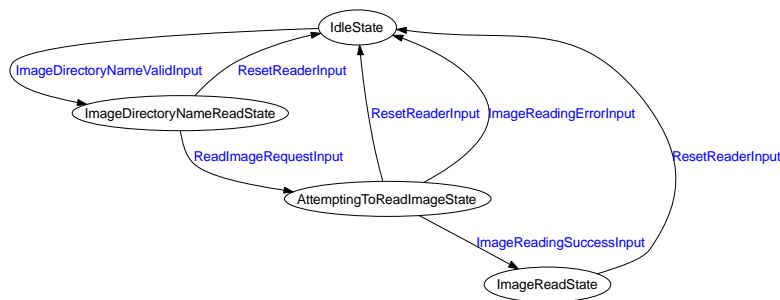 IdleState
ImageDirectoryNameValidInput
ResetReaderInput
ImageDirectoryNameReadState
ResetReaderInput
ImageReadingErrorInput
ReadImageRequestInput
ResetReaderInput
AttemptingToReadImageState
ImageReadingSuccessInput
ImageReadState